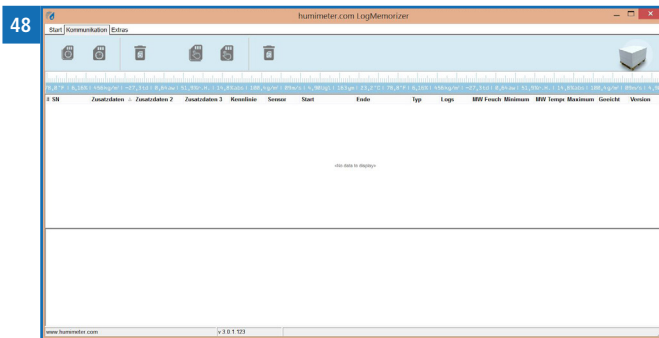 48
humimeter.com LogMemorizer
Start Kommunikation Extras
# SN Zusatzdaten Zusatzdaten 2 Zusatzdaten 3 Kennlinie Sensor Start Ende Typ Logs MW Feuch Minimum MW Tempe Maximum Geeicht Version
<No data to display>
www.humimeter.com v 3.0.1.123